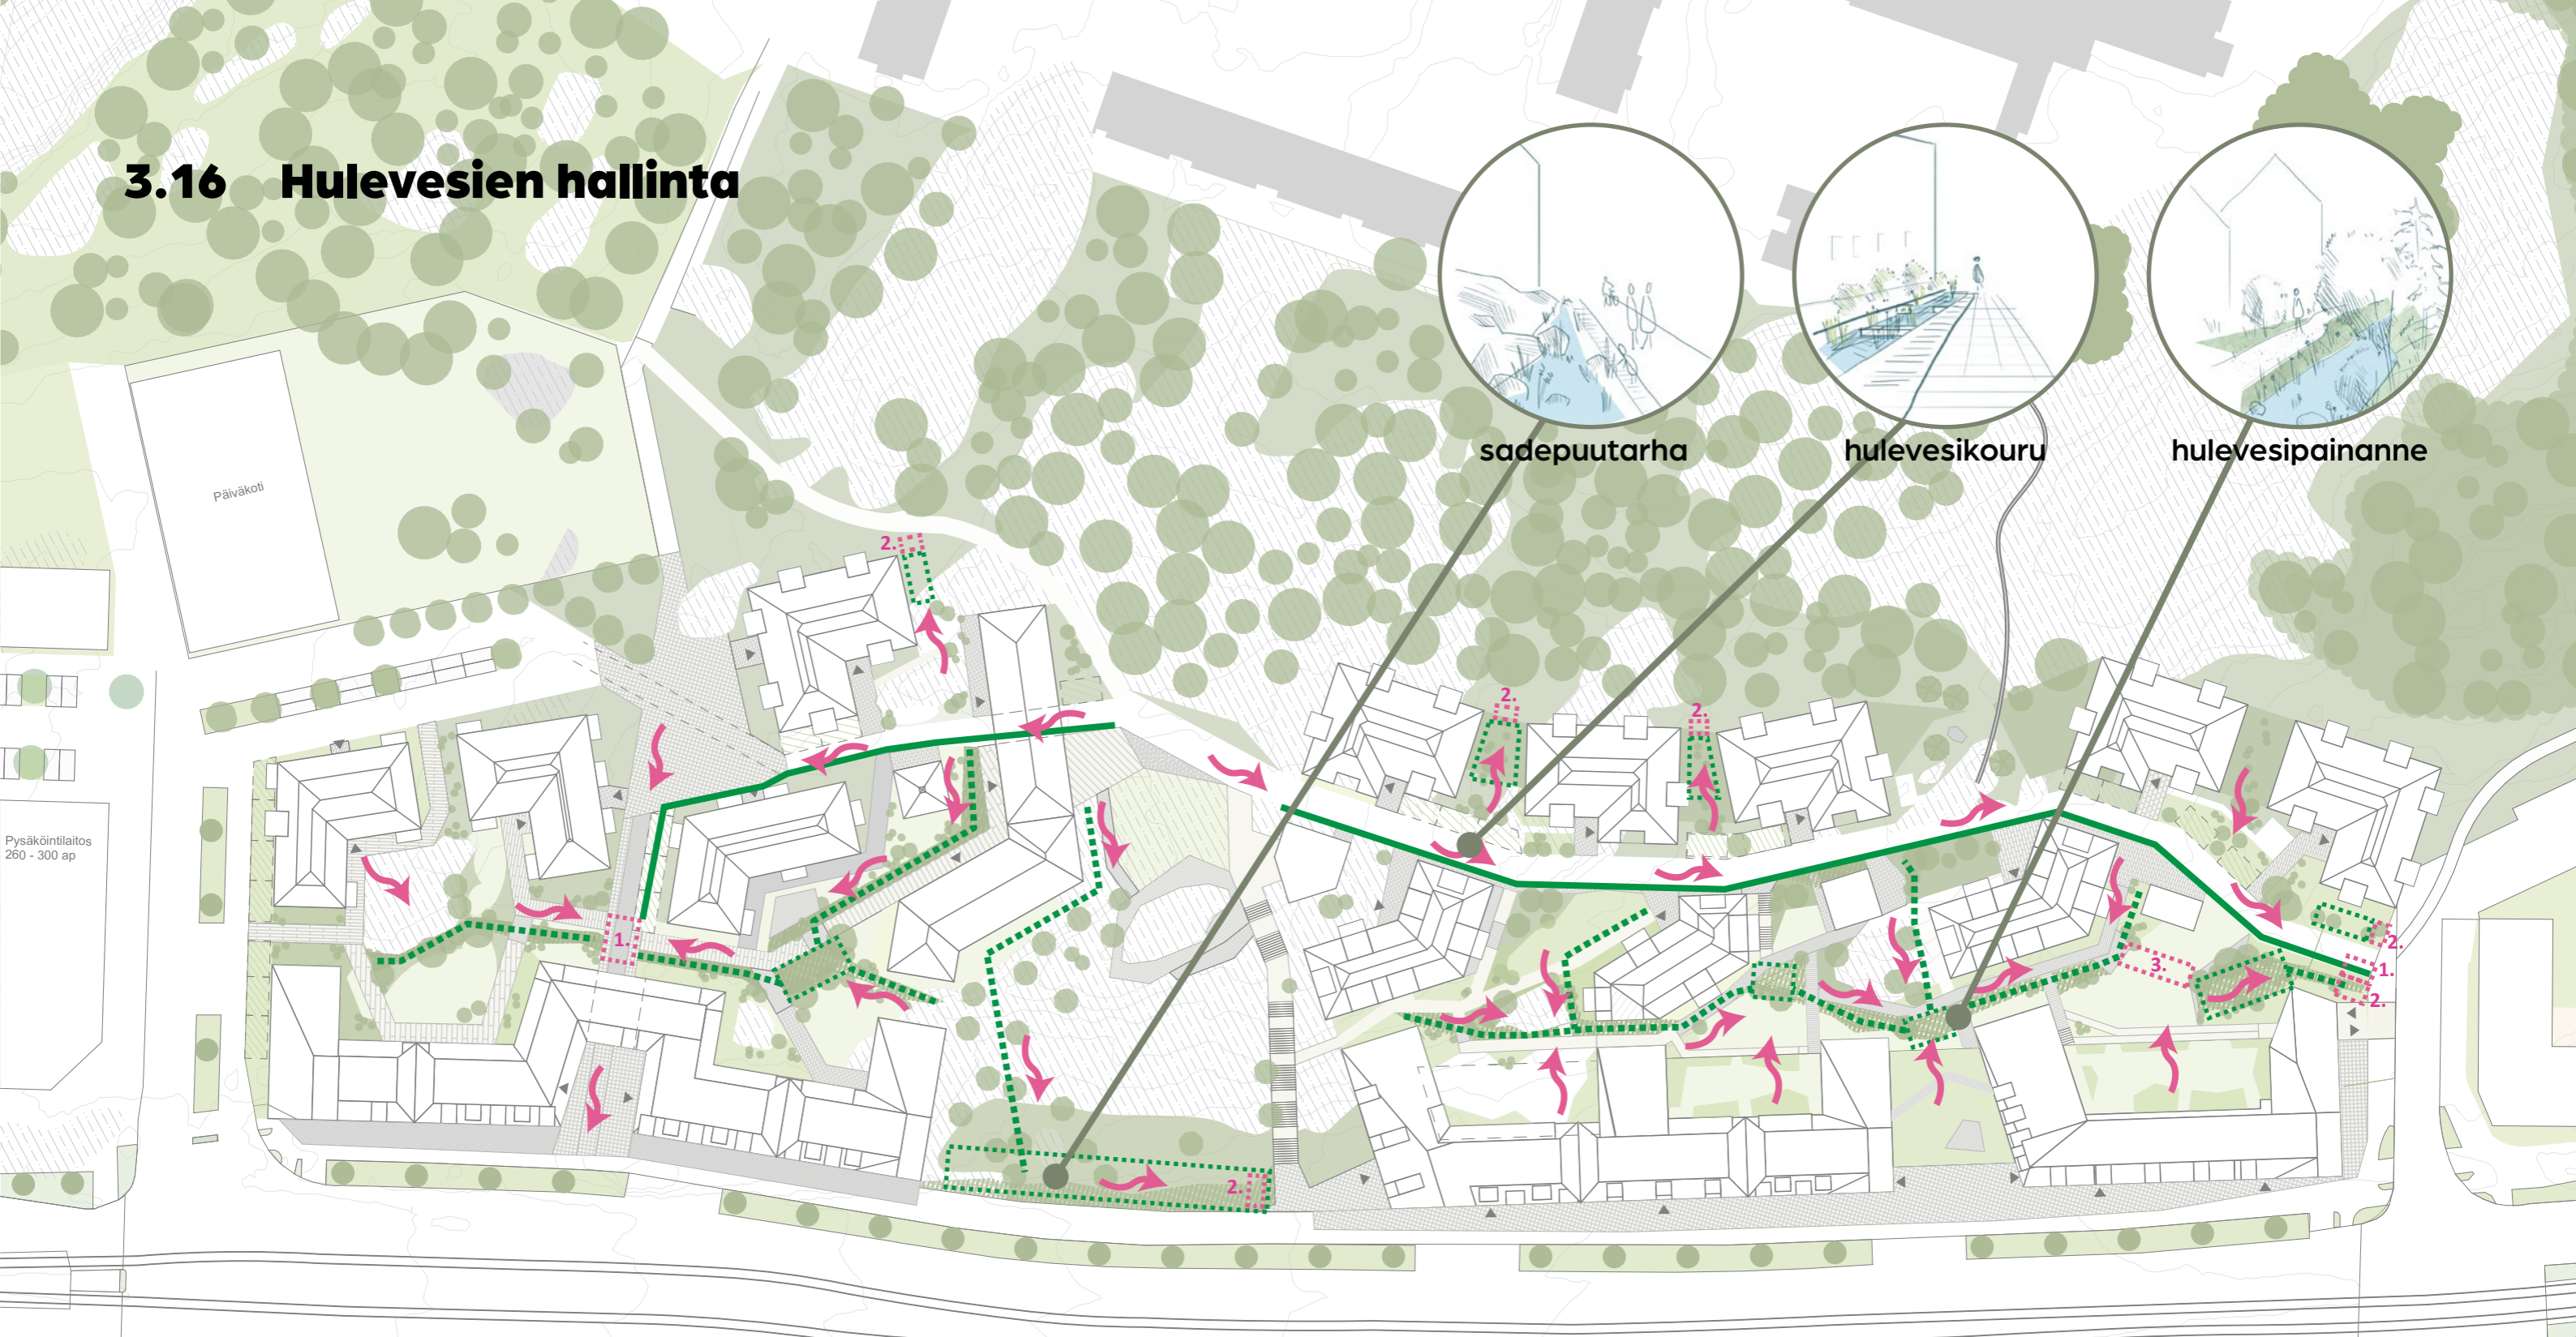 3.16 Hulevesien hallinta
sadepuutarha
hulevesikouru
hulevesipainanne
Päiväkoti
2.
2.
2.
Pysäköintilaitos
260 - 300 ap
1.
2.
3.
1.
2.
2.